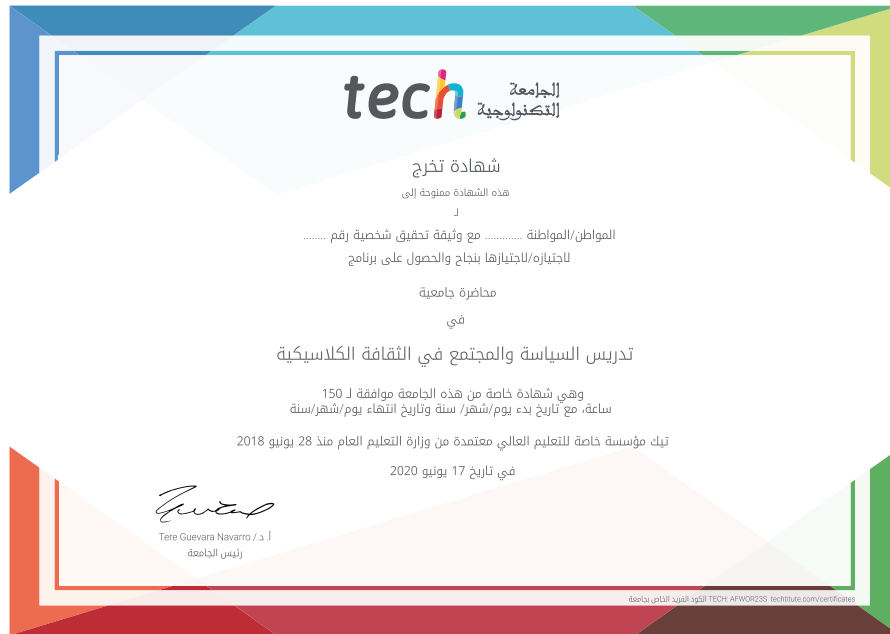 tech الجامعة
التكنولوجية
شهادة تخرج
هذه الشهادة ممنوحة إلى
لـ
المواطن/المواطنة ............. مع وثيقة تحقيق شخصية رقم ........
لاجتيازه/لاجتيازها بنجاح والحصول على برنامج
محاضرة جامعية
في
تدريس السياسة والمجتمع في الثقافة الكلاسيكية
وهي شهادة خاصة من هذه الجامعة موافقة لـ 150
ساعة، مع تاريخ بدء يوم/شهر/ سنة وتاريخ انتهاء يوم/شهر/سنة
تيك مؤسسة خاصة للتعليم العالي معتمدة من وزارة التعليم العام منذ 28 يونيو 2018
في تاريخ 17 يونيو 2020
أ. د./ Tere Guevara Navarro
رئيس الجامعة
الكود الفريد الخاص بجامعة TECH: AFWOR23S techtitute.com/certificates